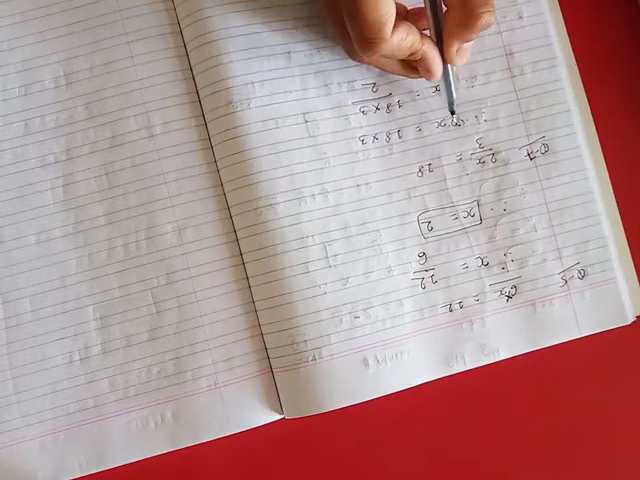 Q-5 6x = 12
∴ x = 12/6
∴ x = 2
Q-7 2x/3 = 18
∴ 2x = 18 x 3
∴ x = 18 x 3/2